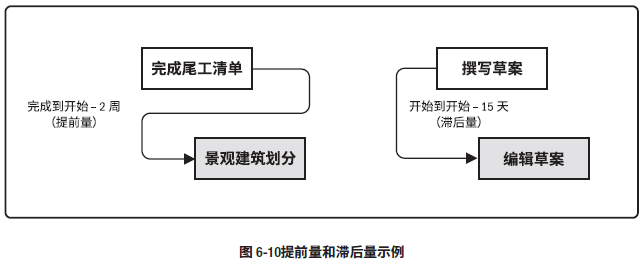 完成尾工清单
撰写草案
完成到开始 – 2 周
（提前量）
开始到开始 – 15 天
（滞后量）
景观建筑划分
编辑草案
图 6-10提前量和滞后量示例